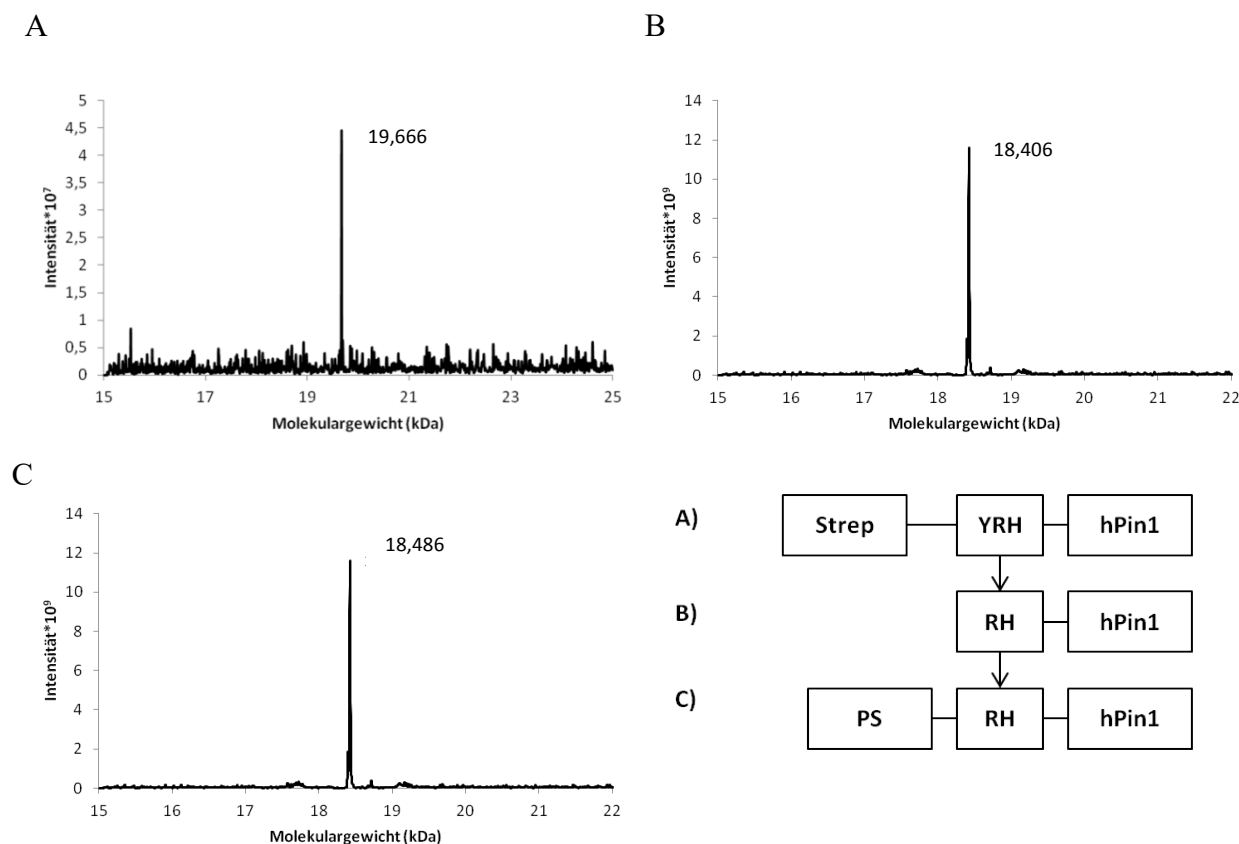 A
Intensität*10⁷
5
4,5
4
3,5
3
2,5
2
1,5
1
0,5
0
19,666
15 17 19 21 23 25
Molekulargewicht (kDa)
B
Intensität*10⁹
14
12
10
8
6
4
2
0
18,406
15 16 17 18 19 20 21 22
Molekulargewicht (kDa)
C
Intensität*10⁹
14
12
10
8
6
4
2
0
18,486
15 16 17 18 19 20 21 22
Molekulargewicht (kDa)
A) Strep YRH hPin1
B) RH hPin1
C) PS RH hPin1